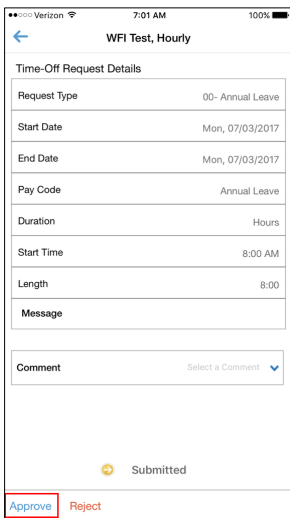 Verizon 7:01 AM 100%
WFI Test, Hourly
Time-Off Request Details
Request Type 00- Annual Leave
Start Date Mon, 07/03/2017
End Date Mon, 07/03/2017
Pay Code Annual Leave
Duration Hours
Start Time 8:00 AM
Length 8:00
Message
Comment Select a Comment
Submitted
Approve Reject